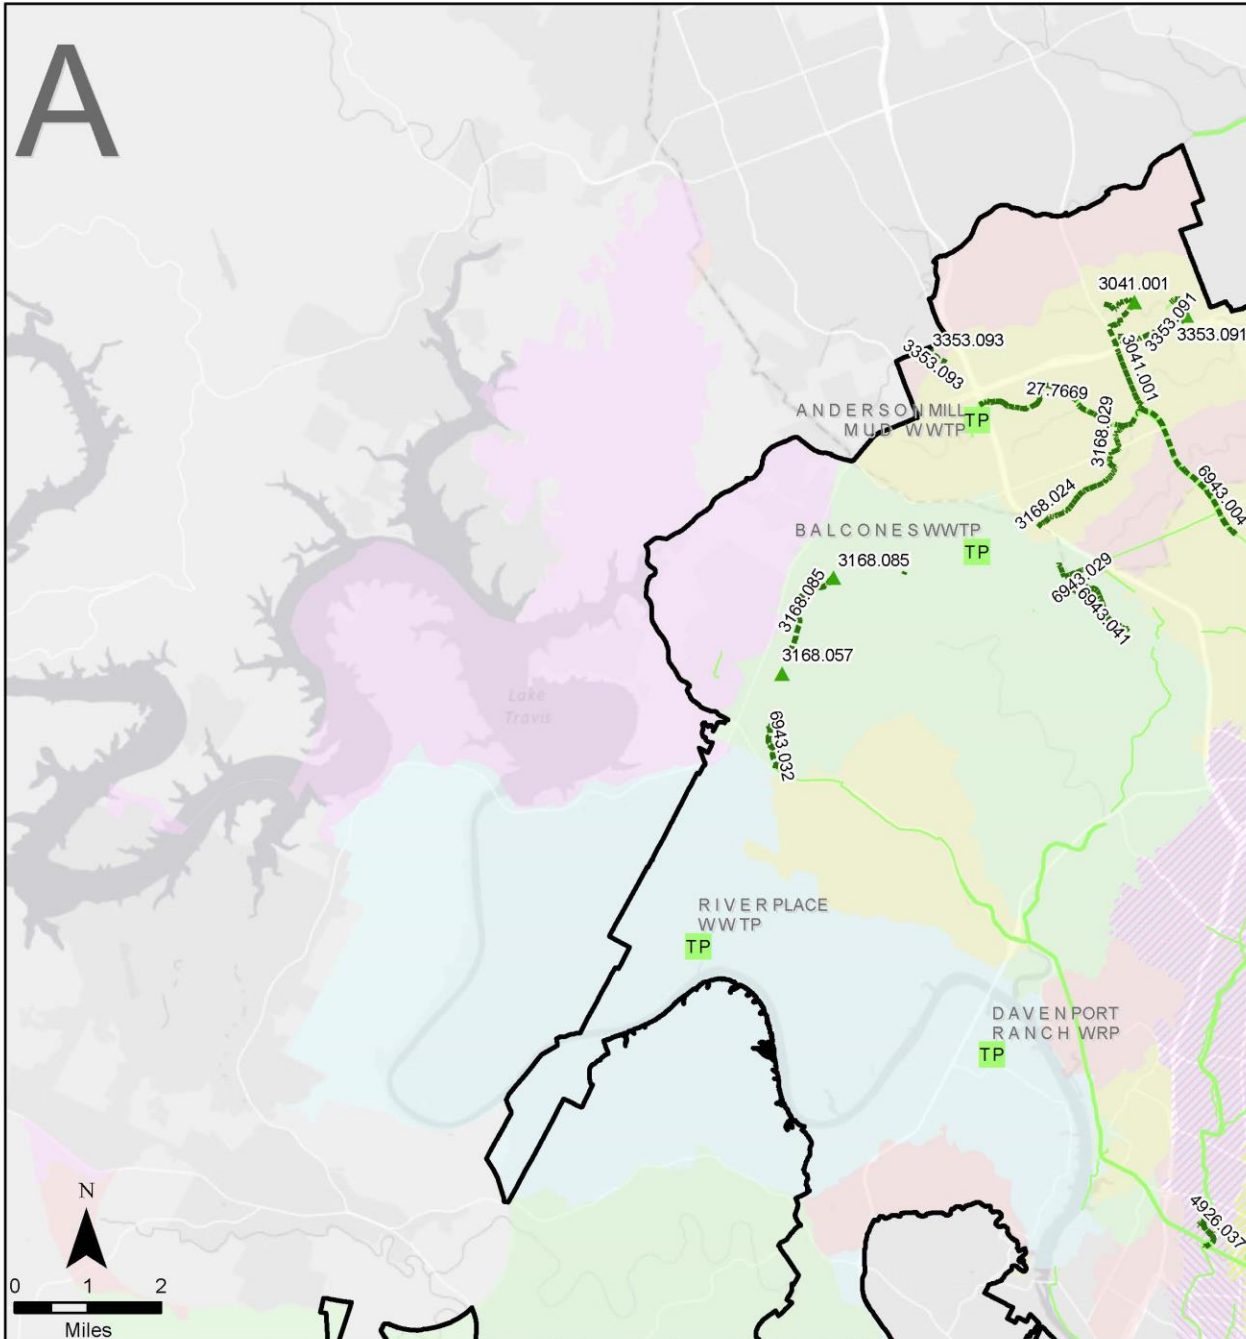 A
3041.001
3353.091
3353.091
3041.001
3353.093
3353.093
27.7669
ANDERSON MILL
MUD WWTP
TP
3168.029
3168.024
6943.004
BALCONES WWTP
TP
3168.085
3168.085
6943.029
6943.041
3168.057
Lake
Travis
6943.032
RIVER PLACE
WWTP
TP
DAVENPORT
RANCH WRP
TP
N
4926.037
0 1 2
Miles